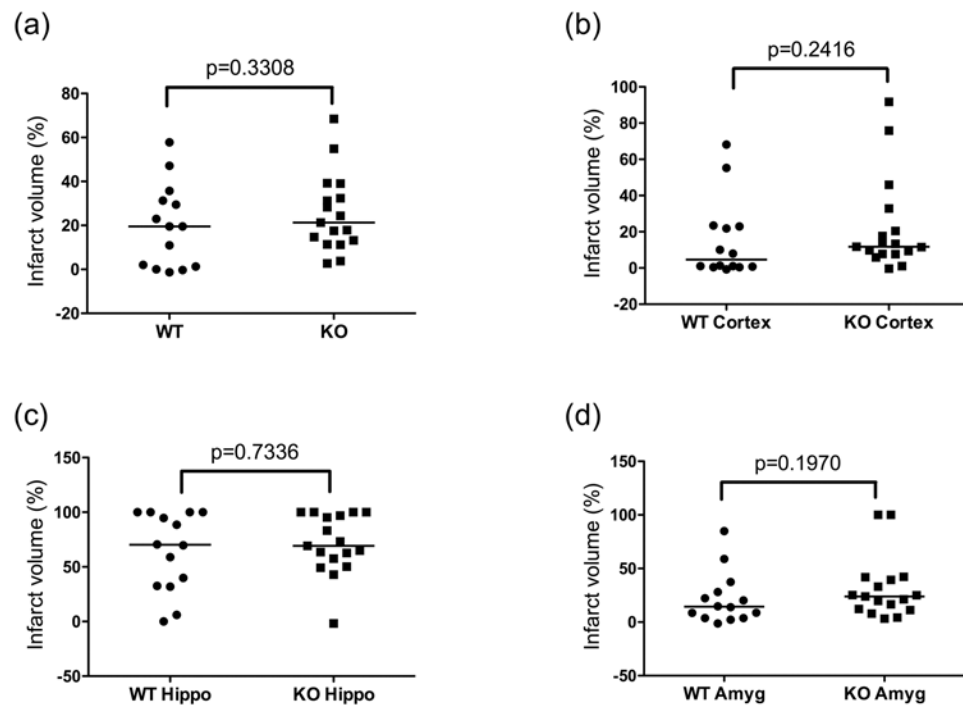 (a)
p=0.3308
Infarct volume (%)
80
60
40
20
0
-20
WT KO
(b)
p=0.2416
Infarct volume (%)
100
80
60
40
20
0
-20
WT Cortex KO Cortex
(c)
p=0.7336
Infarct volume (%)
150
100
50
0
-50
WT Hippo KO Hippo
(d)
p=0.1970
Infarct volume (%)
150
100
50
0
-50
WT Amyg KO Amyg